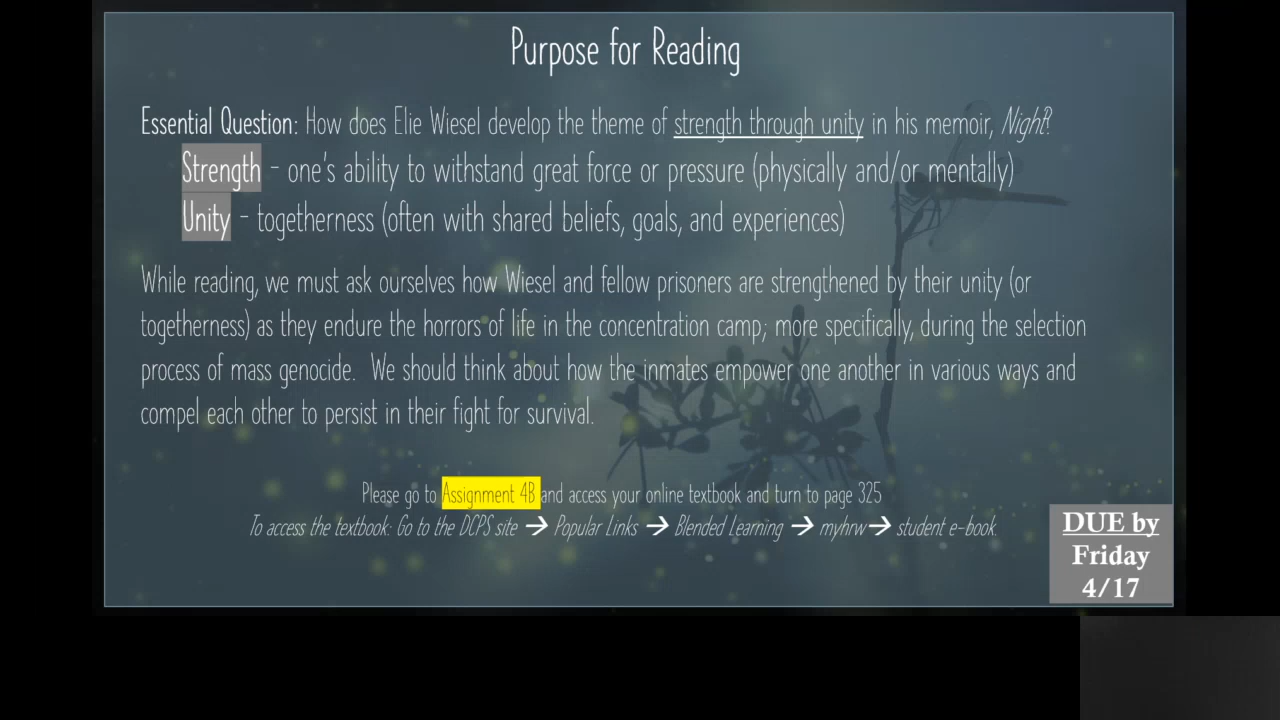 Purpose for Reading
Essential Question: How does Elie Wiesel develop the theme of strength through unity in his memoir, Night?
Strength - one's ability to withstand great force or pressure (physically and/or mentally)
Unity - togetherness (often with shared beliefs, goals, and experiences)
While reading, we must ask ourselves how Wiesel and fellow prisoners are strengthened by their unity (or
togetherness) as they endure the horrors of life in the concentration camp; more specifically, during the selection
process of mass genocide. We should think about how the inmates empower one another in various ways and
compel each other to persist in their fight for survival.
Please go to Assignment 4B and access your online textbook and turn to page 325
To access the textbook: Go to the DCPS site → Popular Links → Blended Learning → myhrw→ student e-book.
DUE by
Friday
4/17